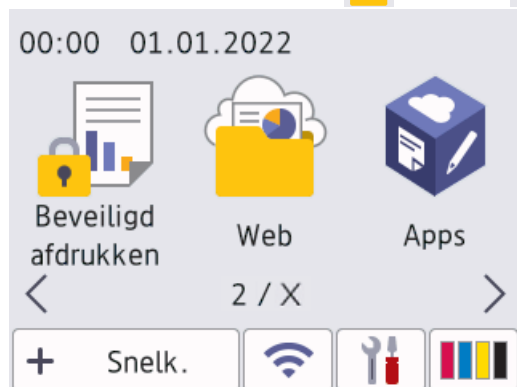 00:00 01.01.2022
Beveiligd
afdrukken
Web
Apps
2 / X
+ Snelk.